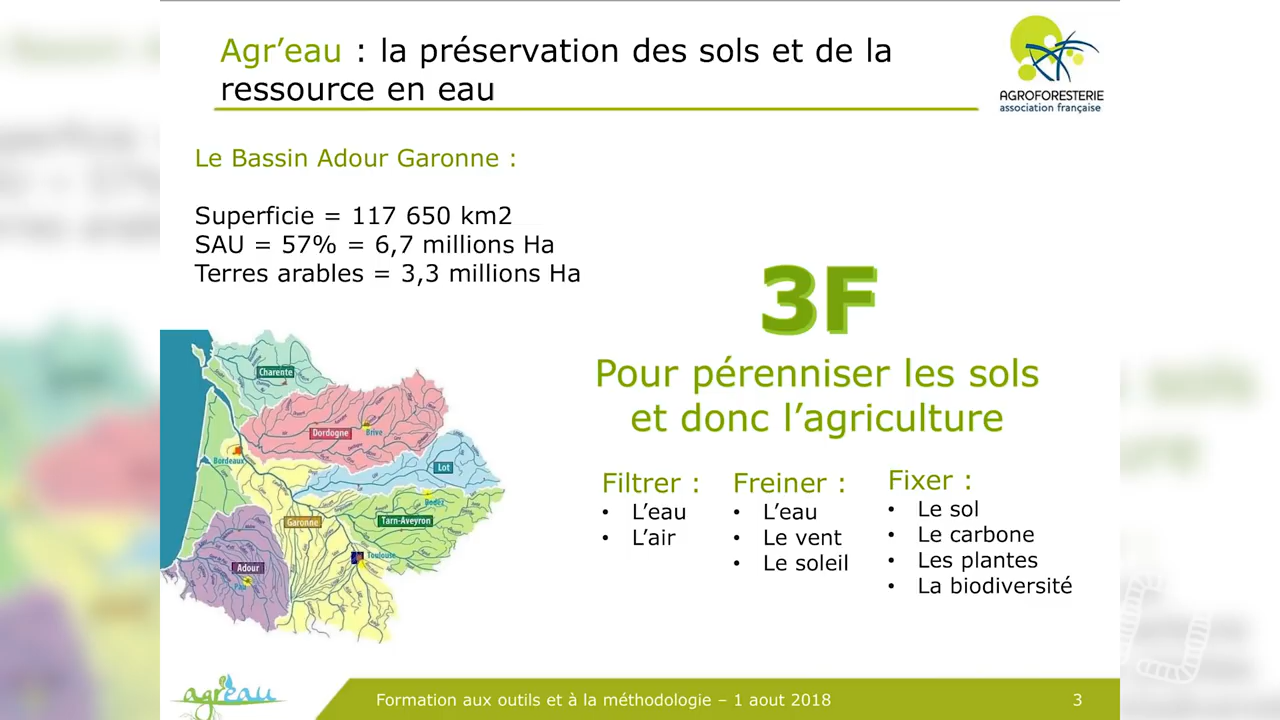 Agr’eau : la préservation des sols et de la
ressource en eau
AGROFORESTERIE
association française
Le Bassin Adour Garonne :
Superficie = 117 650 km2
SAU = 57% = 6,7 millions Ha
Terres arables = 3,3 millions Ha
3F
Pour pérenniser les sols
et donc l’agriculture
Filtrer :
• L’eau
• L’air
Freiner :
• L’eau
• Le vent
• Le soleil
Fixer :
• Le sol
• Le carbone
• Les plantes
• La biodiversité
Charente
Dordogne
Brive
Bordeaux
Lot
Rodez
Garonne
Tarn-Aveyron
Toulouse
Adour
Pau
agr'eau
Formation aux outils et à la méthodologie – 1 aout 2018
3